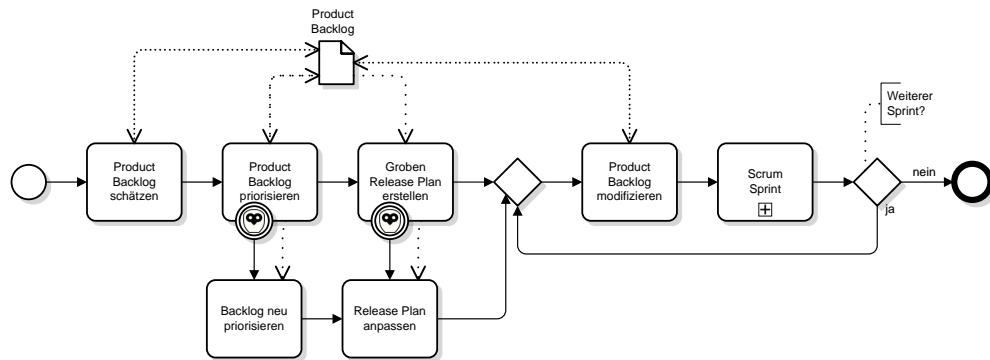 Product
Backlog
Weiterer
Sprint?
Product
Backlog
schätzen
Product
Backlog
priorisieren
Groben
Release Plan
erstellen
Product
Backlog
modifizieren
Scrum
Sprint
nein
ja
Backlog neu
priorisieren
Release Plan
anpassen